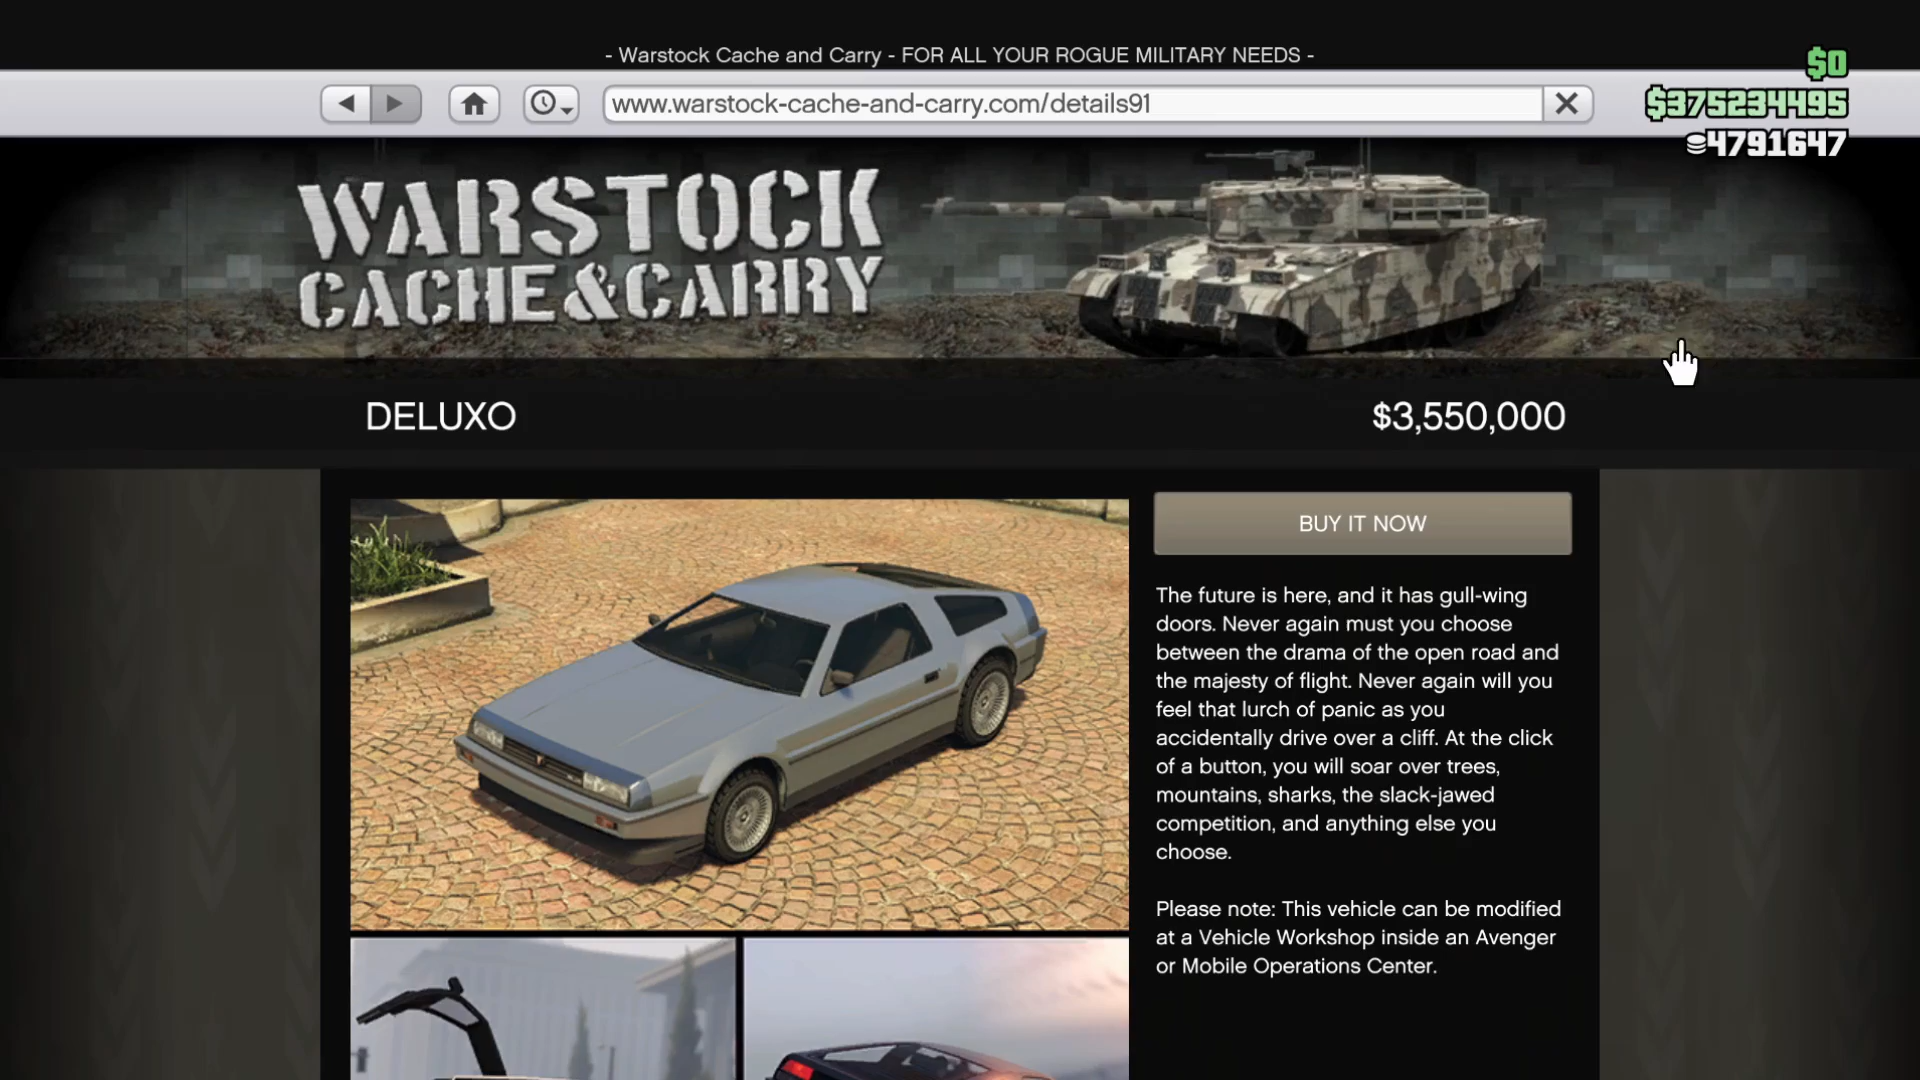 - Warstock Cache and Carry - FOR ALL YOUR ROGUE MILITARY NEEDS -
$0
www.warstock-cache-and-carry.com/details91
$375234495
4791647
WARSTOCK
CACHE&CARRY
DELUXO
$3,550,000
BUY IT NOW
The future is here, and it has gull-wing
doors. Never again must you choose
between the drama of the open road and
the majesty of flight. Never again will you
feel that lurch of panic as you
accidentally drive over a cliff. At the click
of a button, you will soar over trees,
mountains, sharks, the slack-jawed
competition, and anything else you
choose.
Please note: This vehicle can be modified
at a Vehicle Workshop inside an Avenger
or Mobile Operations Center.